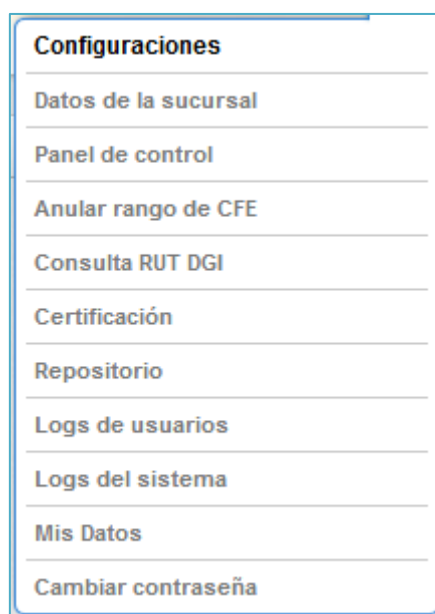 Configuraciones
Datos de la sucursal
Panel de control
Anular rango de CFE
Consulta RUT DGI
Certificación
Repositorio
Logs de usuarios
Logs del sistema
Mis Datos
Cambiar contraseña